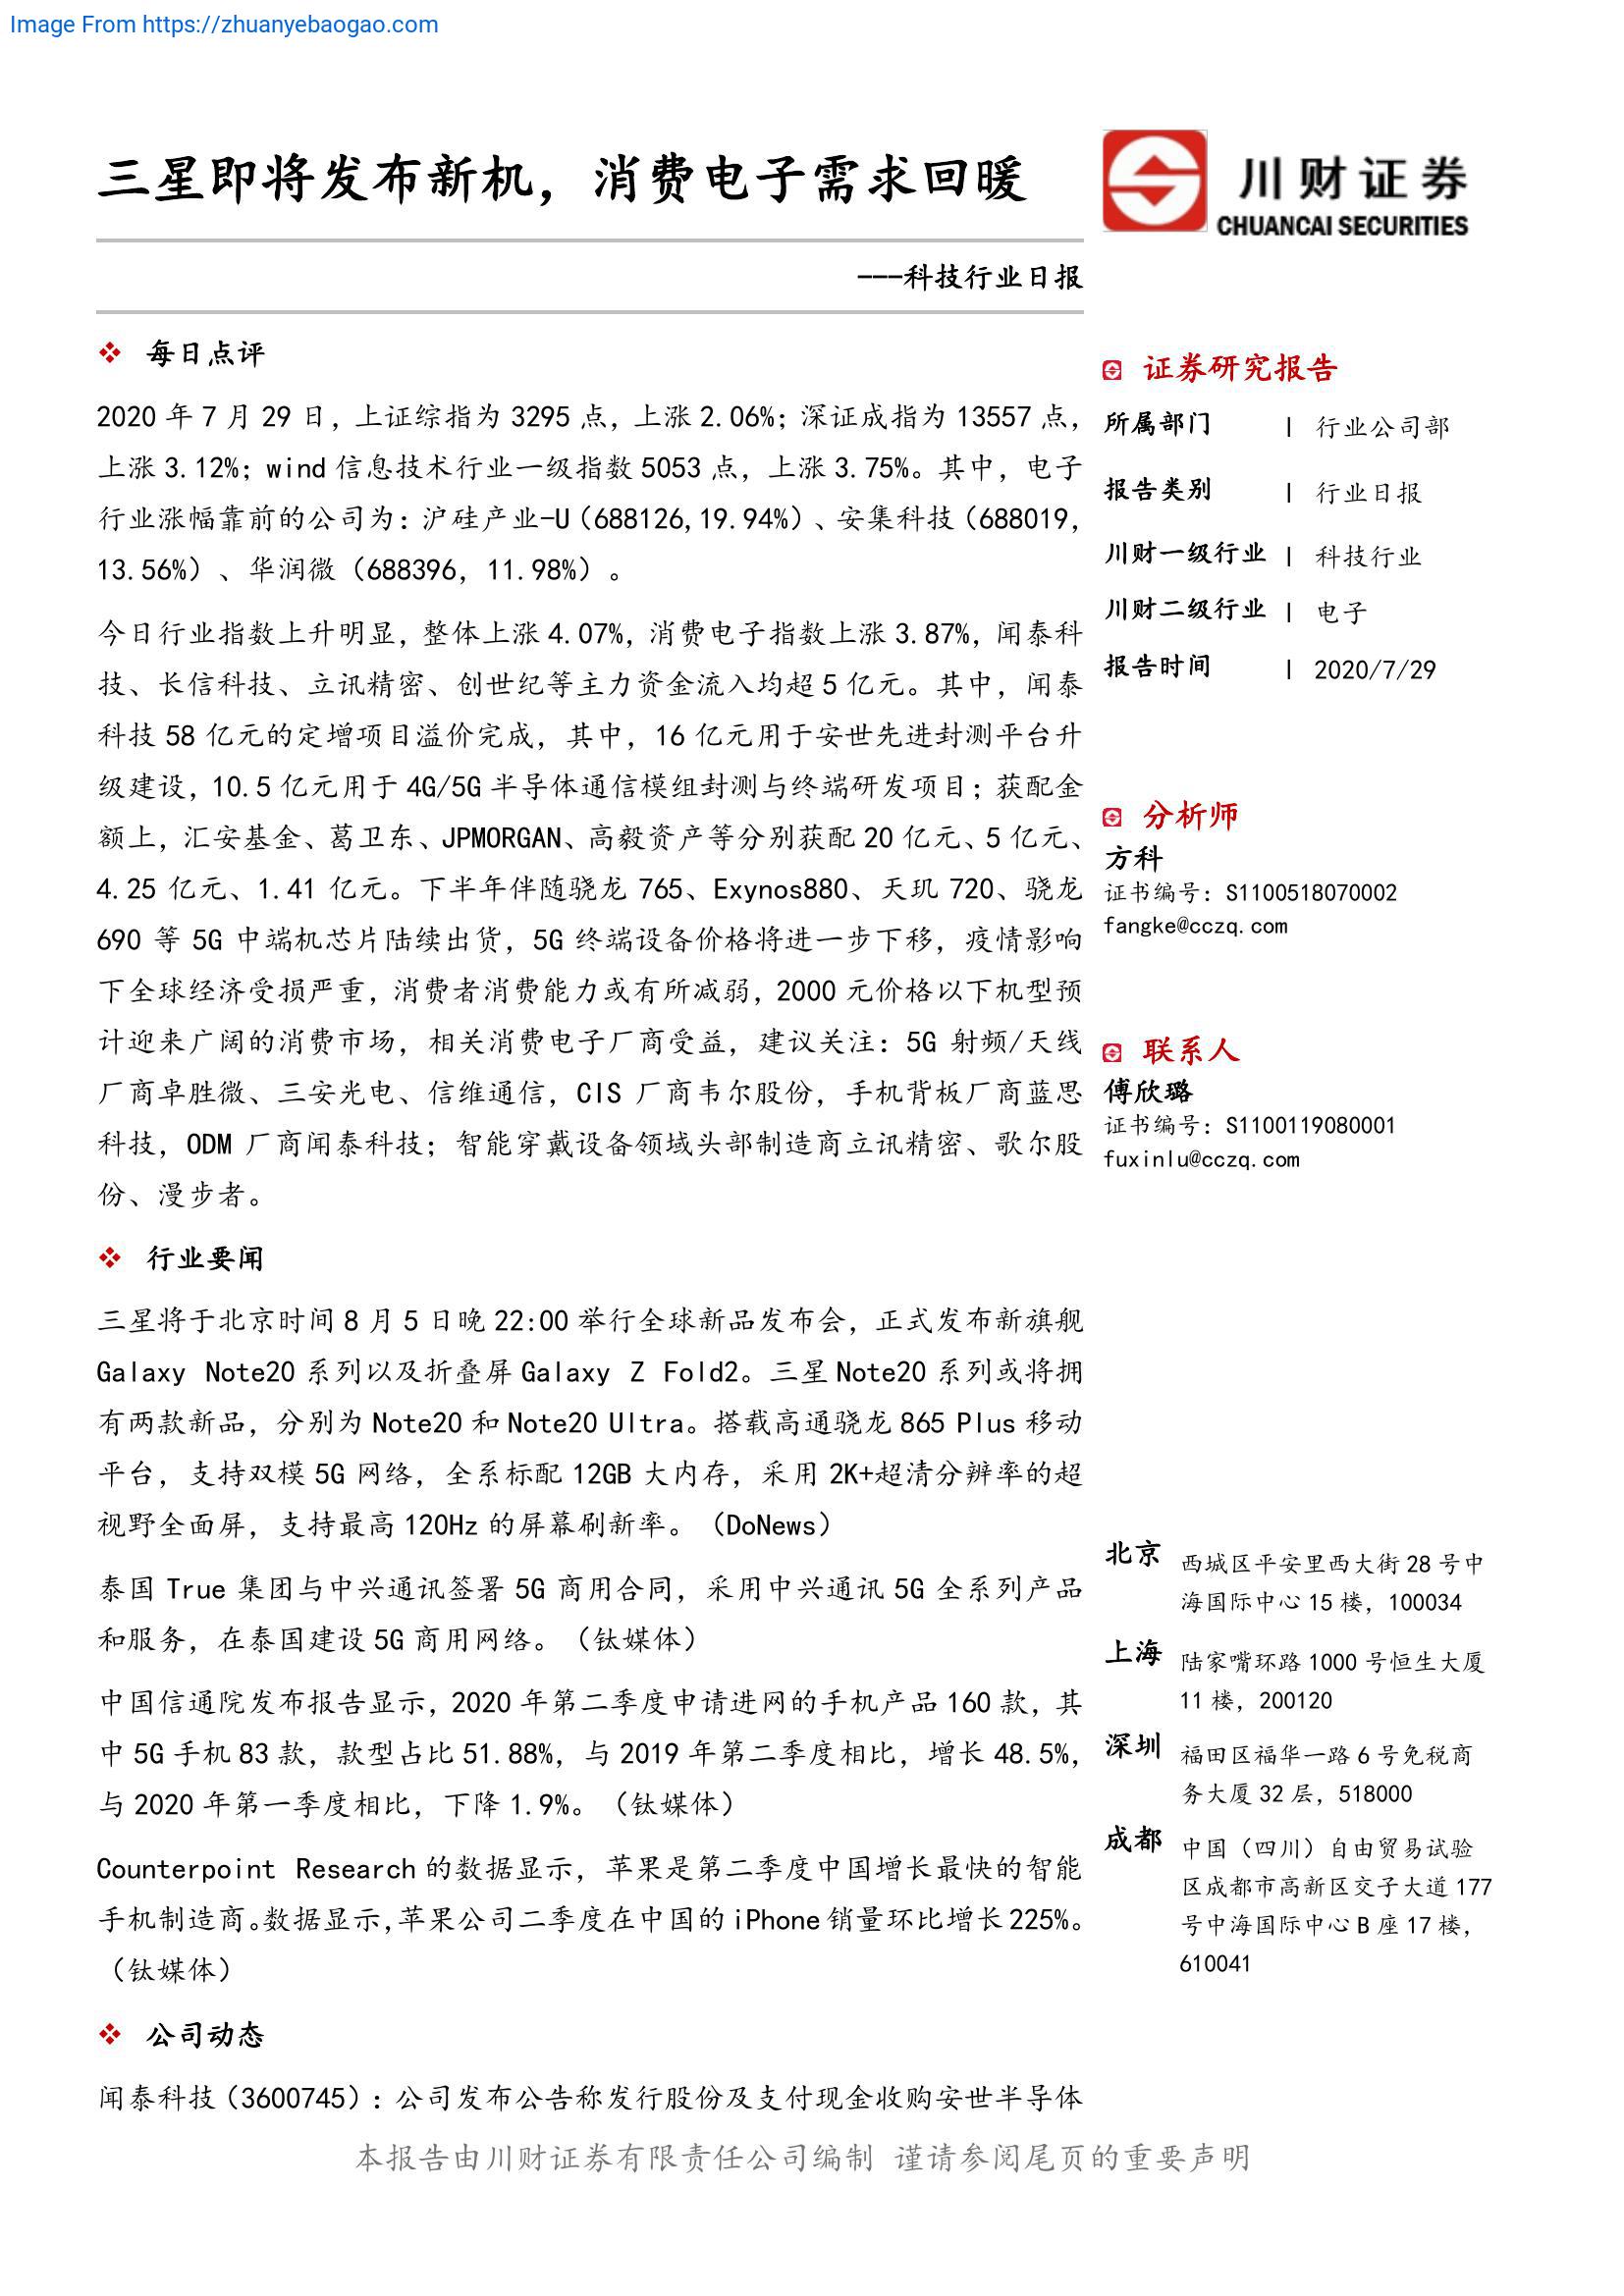 Image From https://zhuanyebaogao.com
三星即将发布新机，消费电子需求回暖
川财证券
CHUANCAI SECURITIES
---科技行业日报
每日点评
2020 年 7 月 29 日，上证综指为 3295 点，上涨 2.06%；深证成指为 13557 点，
上涨 3.12%；wind 信息技术行业一级指数 5053 点，上涨 3.75%。其中，电子
行业涨幅靠前的公司为：沪硅产业-U（688126,19.94%）、安集科技（688019，
13.56%）、华润微（688396，11.98%）。
今日行业指数上升明显，整体上涨 4.07%，消费电子指数上涨 3.87%，闻泰科
技、长信科技、立讯精密、创世纪等主力资金流入均超 5 亿元。其中，闻泰
科技 58 亿元的定增项目溢价完成，其中，16 亿元用于安世先进封测平台升
级建设，10.5 亿元用于 4G/5G 半导体通信模组封测与终端研发项目；获配金
额上，汇安基金、葛卫东、JPMORGAN、高毅资产等分别获配 20 亿元、5 亿元、
4.25 亿元、1.41 亿元。下半年伴随骁龙 765、Exynos880、天玑 720、骁龙
690 等 5G 中端机芯片陆续出货，5G 终端设备价格将进一步下移，疫情影响
下全球经济受损严重，消费者消费能力或有所减弱，2000 元价格以下机型预
计迎来广阔的消费市场，相关消费电子厂商受益，建议关注：5G 射频/天线
厂商卓胜微、三安光电、信维通信，CIS 厂商韦尔股份，手机背板厂商蓝思
科技，ODM 厂商闻泰科技；智能穿戴设备领域头部制造商立讯精密、歌尔股
份、漫步者。
行业要闻
三星将于北京时间 8 月 5 日晚 22:00 举行全球新品发布会，正式发布新旗舰
Galaxy Note20 系列以及折叠屏 Galaxy Z Fold2。三星 Note20 系列或将拥
有两款新品，分别为 Note20 和 Note20 Ultra。搭载高通骁龙 865 Plus 移动
平台，支持双模 5G 网络，全系标配 12GB 大内存，采用 2K+超清分辨率的超
视野全面屏，支持最高 120Hz 的屏幕刷新率。（DoNews）
泰国 True 集团与中兴通讯签署 5G 商用合同，采用中兴通讯 5G 全系列产品
和服务，在泰国建设 5G 商用网络。（钛媒体）
中国信通院发布报告显示，2020 年第二季度申请进网的手机产品 160 款，其
中 5G 手机 83 款，款型占比 51.88%，与 2019 年第二季度相比，增长 48.5%，
与 2020 年第一季度相比，下降 1.9%。（钛媒体）
Counterpoint Research 的数据显示，苹果是第二季度中国增长最快的智能
手机制造商。数据显示，苹果公司二季度在中国的 iPhone 销量环比增长 225%。
（钛媒体）
公司动态
闻泰科技（3600745）：公司发布公告称发行股份及支付现金收购安世半导体
证券研究报告
所属部门 | 行业公司部
报告类别 | 行业日报
川财一级行业 | 科技行业
川财二级行业 | 电子
报告时间 | 2020/7/29
分析师
方科
证书编号：S1100518070002
fangke@cczq.com
联系人
傅欣璐
证书编号：S1100119080001
fuxinlu@cczq.com
北京 西城区平安里西大街 28 号中
海国际中心 15 楼，100034
上海 陆家嘴环路 1000 号恒生大厦
11 楼，200120
深圳 福田区福华一路 6 号免税商
务大厦 32 层，518000
成都 中国（四川）自由贸易试验
区成都市高新区交子大道 177
号中海国际中心 B 座 17 楼，
610041
本报告由川财证券有限责任公司编制 谨请参阅尾页的重要声明